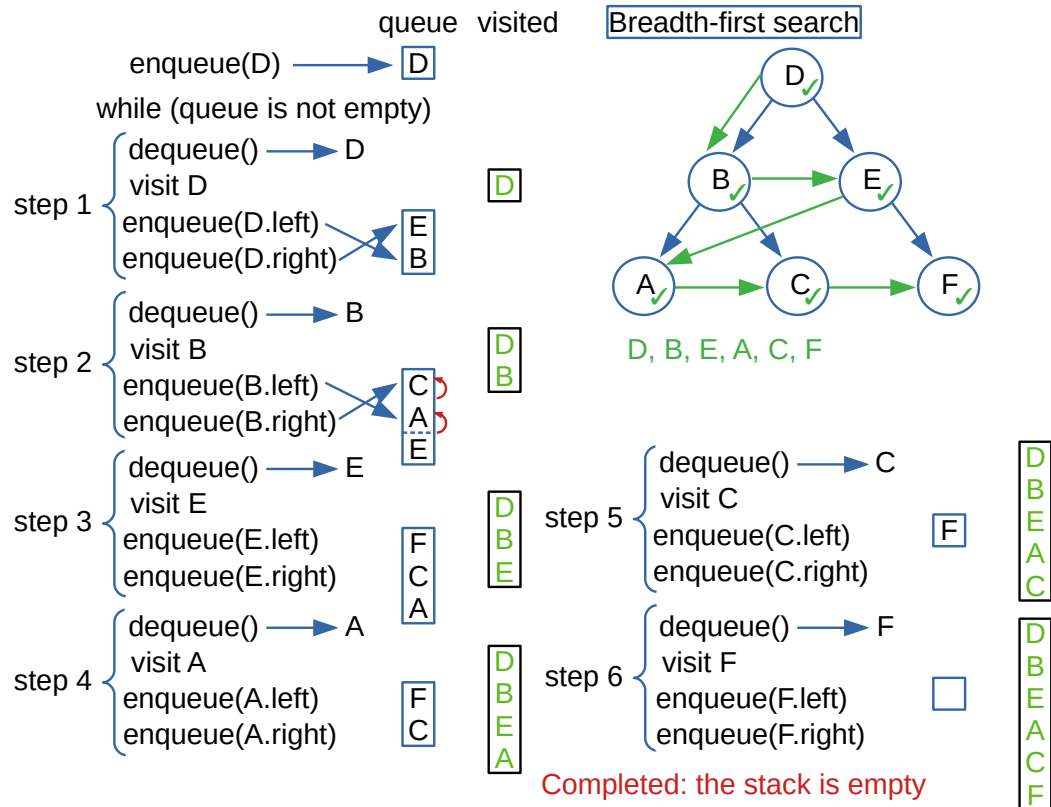 queue visited
Breadth-first search
enqueue(D) D
while (queue is not empty)
step 1
dequeue() D
visit D
enqueue(D.left)
enqueue(D.right)
E
B
D
step 2
dequeue() B
visit B
enqueue(B.left)
enqueue(B.right)
C
A
E
D
B
step 3
dequeue() E
visit E
enqueue(E.left)
enqueue(E.right)
F
C
A
D
B
E
step 4
dequeue() A
visit A
enqueue(A.left)
enqueue(A.right)
F
C
D
B
E
A
D
B E
A C F
D, B, E, A, C, F
step 5
dequeue() C
visit C
enqueue(C.left)
enqueue(C.right)
F
D
B
E
A
C
step 6
dequeue() F
visit F
enqueue(F.left)
enqueue(F.right)
D
B
E
A
C
F
Completed: the stack is empty